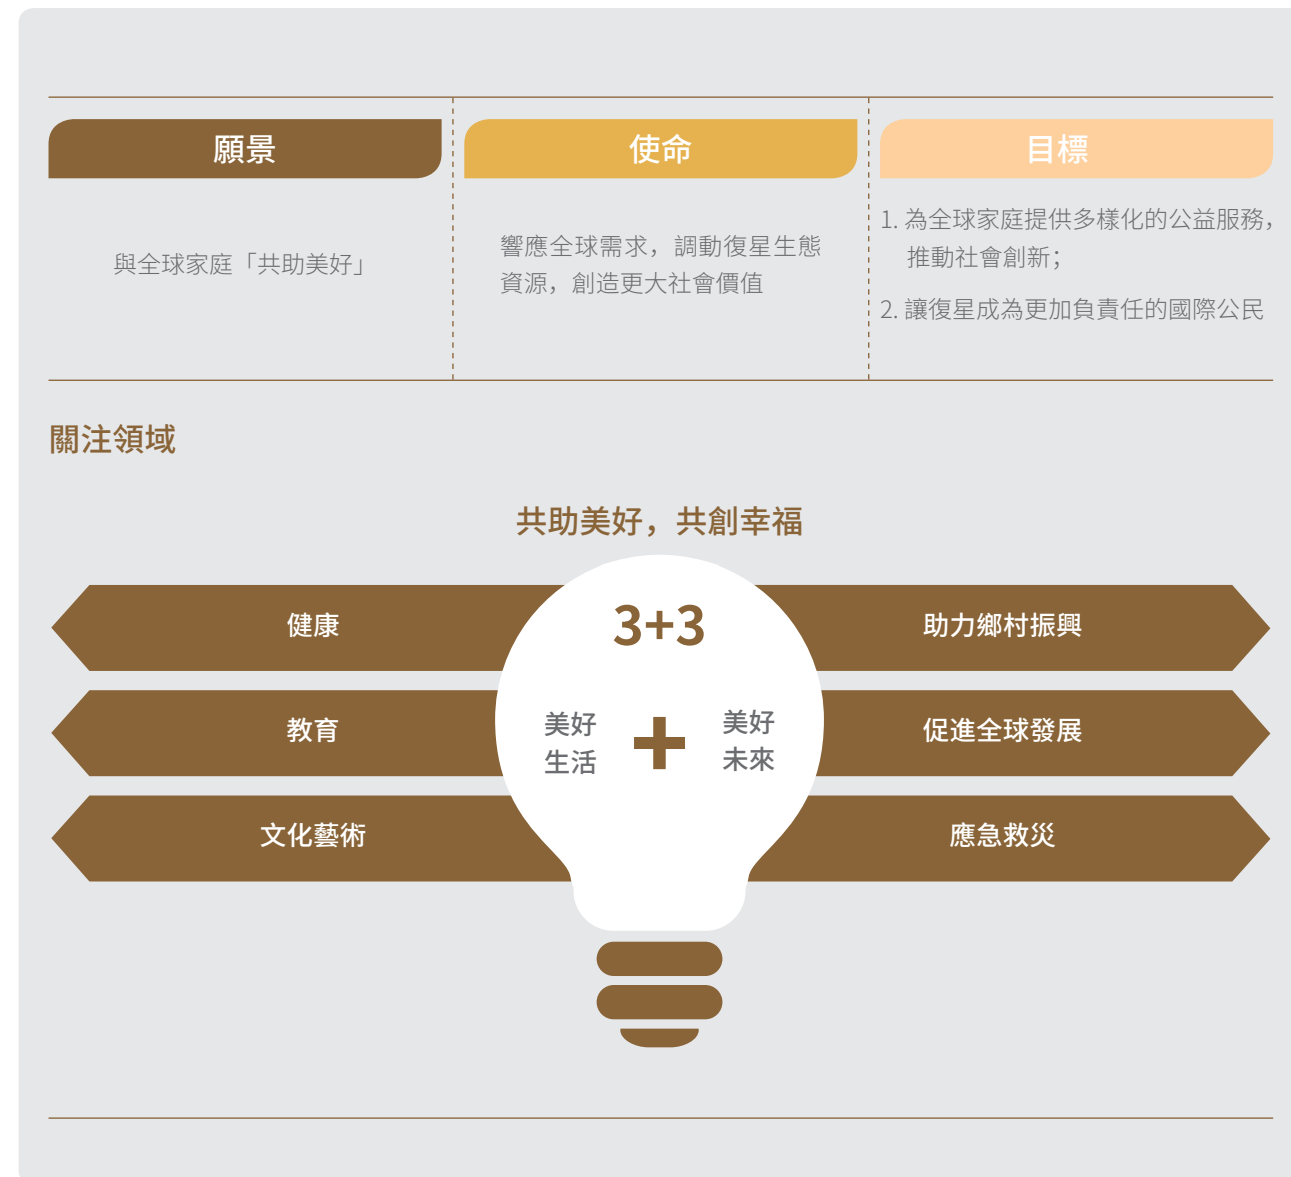 願景
與全球家庭「共助美好」
使命
響應全球需求，調動復星生態
資源，創造更大社會價值
目標
1. 為全球家庭提供多樣化的公益服務，
推動社會創新；
2. 讓復星成為更加負責任的國際公民
關注領域
共助美好，共創幸福
3+3
健康
教育
文化藝術
美好
生活
+
美好
未來
助力鄉村振興
促進全球發展
應急救災